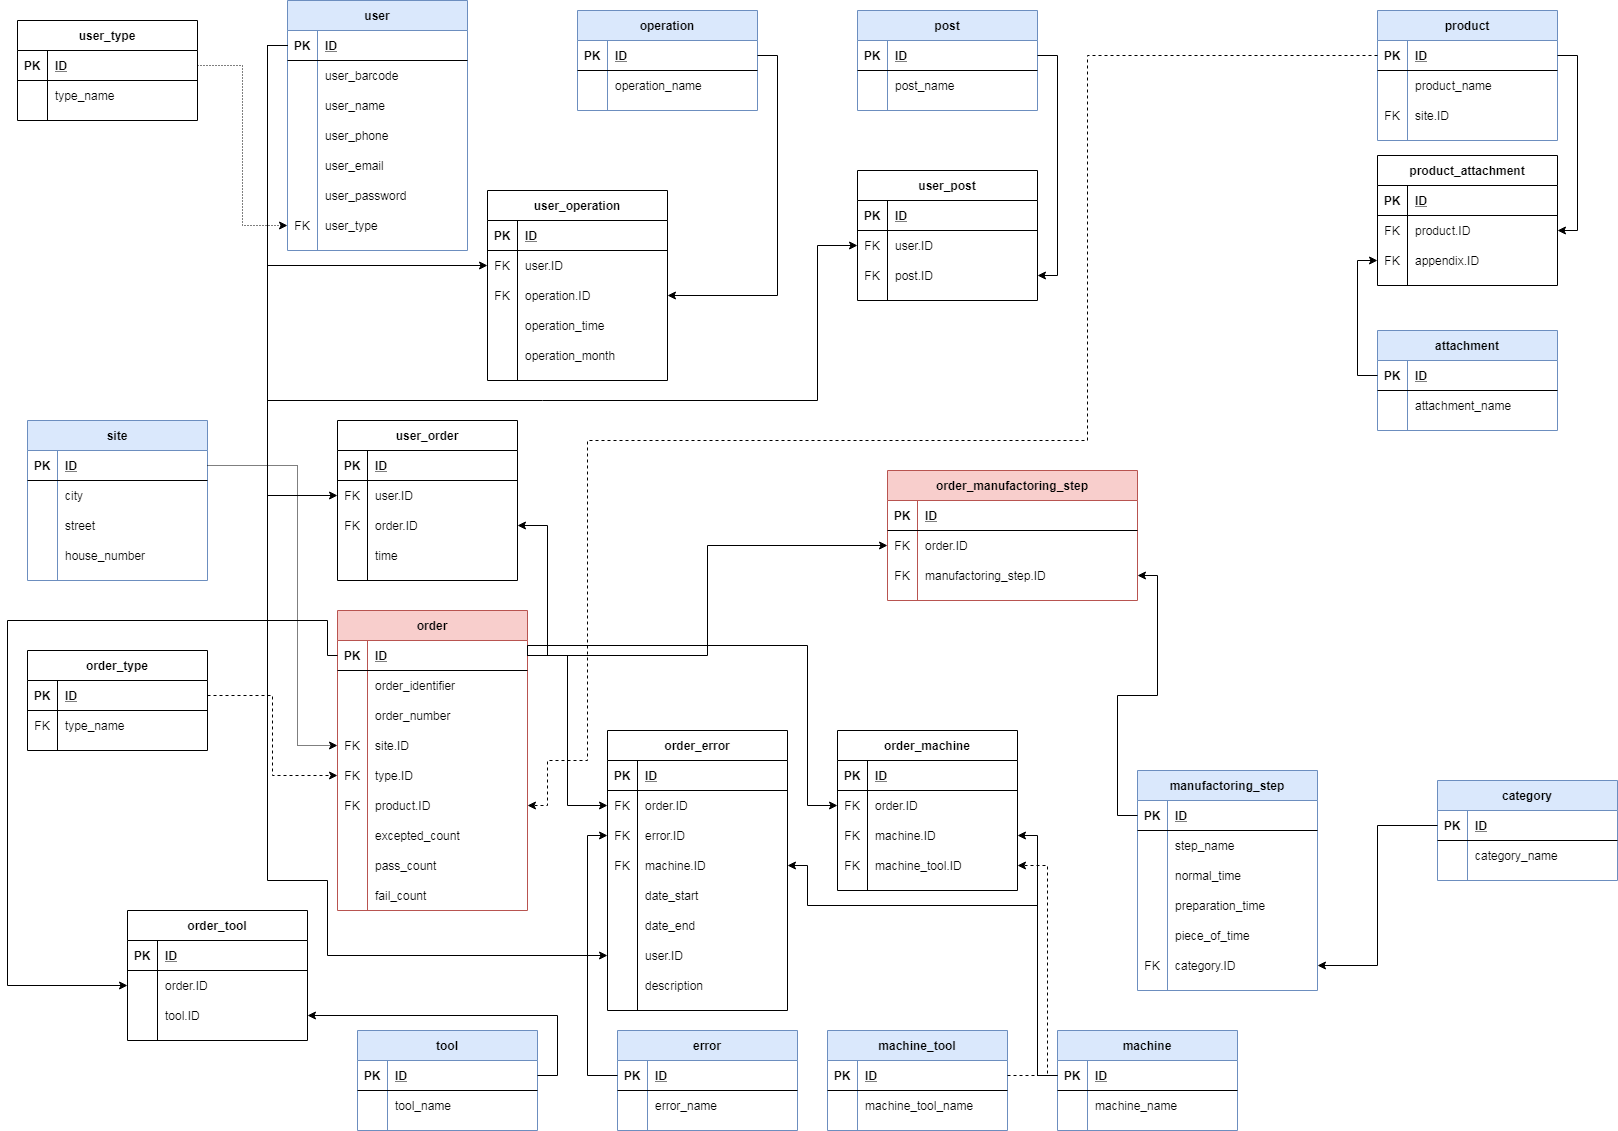 user_type
PK ID
type_name
user
PK ID
user_barcode
user_name
user_phone
user_email
user_password
FK user_type
operation
PK ID
operation_name
post
PK ID
post_name
product
PK ID
product_name
FK site.ID
user_operation
PK ID
FK user.ID
FK operation.ID
operation_time
operation_month
user_post
PK ID
FK user.ID
FK post.ID
product_attachment
PK ID
FK product.ID
FK appendix.ID
attachment
PK ID
attachment_name
site
PK ID
city
street
house_number
user_order
PK ID
FK user.ID
FK order.ID
time
order_manufactoring_step
PK ID
FK order.ID
FK manufactoring_step.ID
order_type
PK ID
FK type_name
order
PK ID
order_identifier
order_number
FK site.ID
FK type.ID
FK product.ID
excepted_count
pass_count
fail_count
order_error
PK ID
FK order.ID
FK error.ID
FK machine.ID
date_start
date_end
user.ID
description
order_machine
PK ID
FK order.ID
FK machine.ID
FK machine_tool.ID
manufactoring_step
PK ID
step_name
normal_time
preparation_time
piece_of_time
FK category.ID
category
PK ID
category_name
order_tool
PK ID
order.ID
tool.ID
tool
PK ID
tool_name
error
PK ID
error_name
machine_tool
PK ID
machine_tool_name
machine
PK ID
machine_name